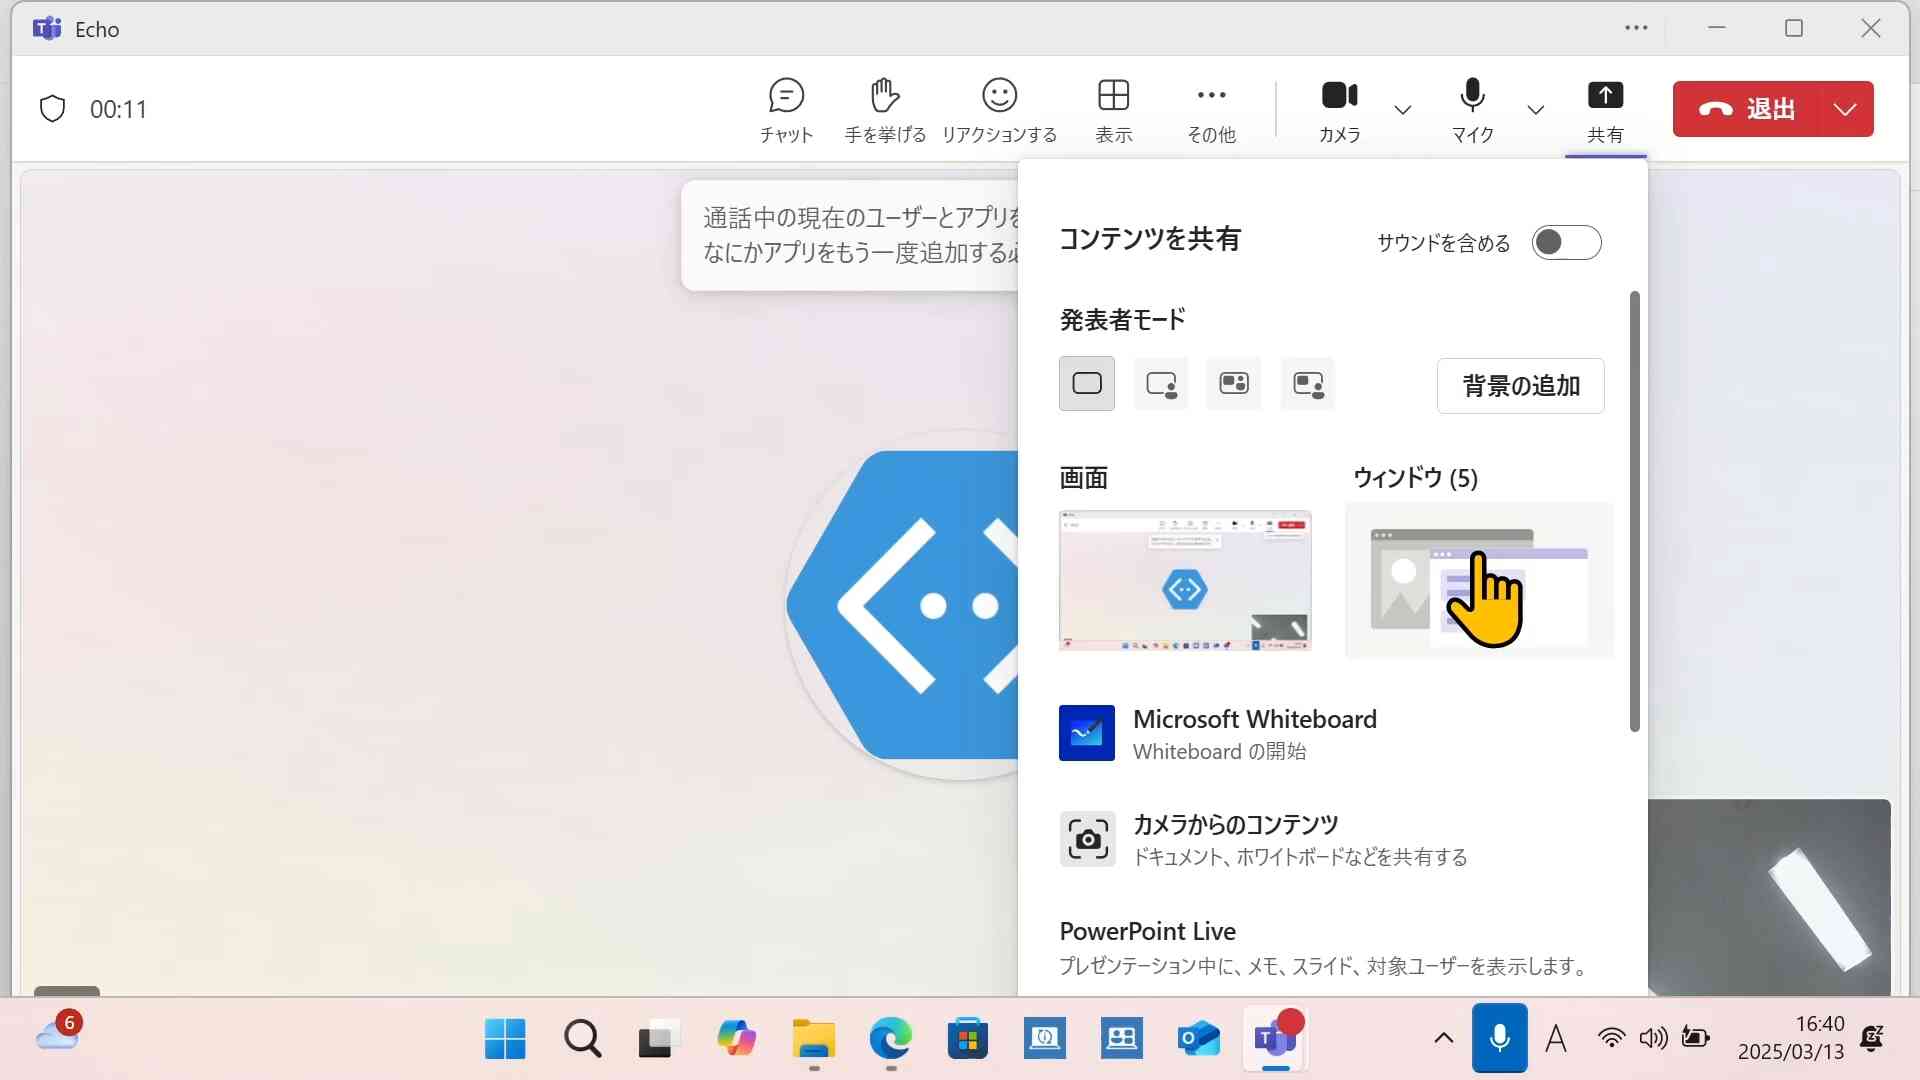 Echo
00:11
チャット
手を挙げる
リアクションする
表示
その他
カメラ
マイク
共有
退出
通話中の現在のユーザーとアプリを
なにかアプリをもう一度追加する必
コンテンツを共有
サウンドを含める
発表者モード
背景の追加
画面
ウィンドウ (5)
Microsoft Whiteboard
Whiteboard の開始
カメラからのコンテンツ
ドキュメント、ホワイトボードなどを共有する
PowerPoint Live
プレゼンテーション中に、メモ、スライド、対象ユーザーを表示します。
6
A
16:40
2025/03/13